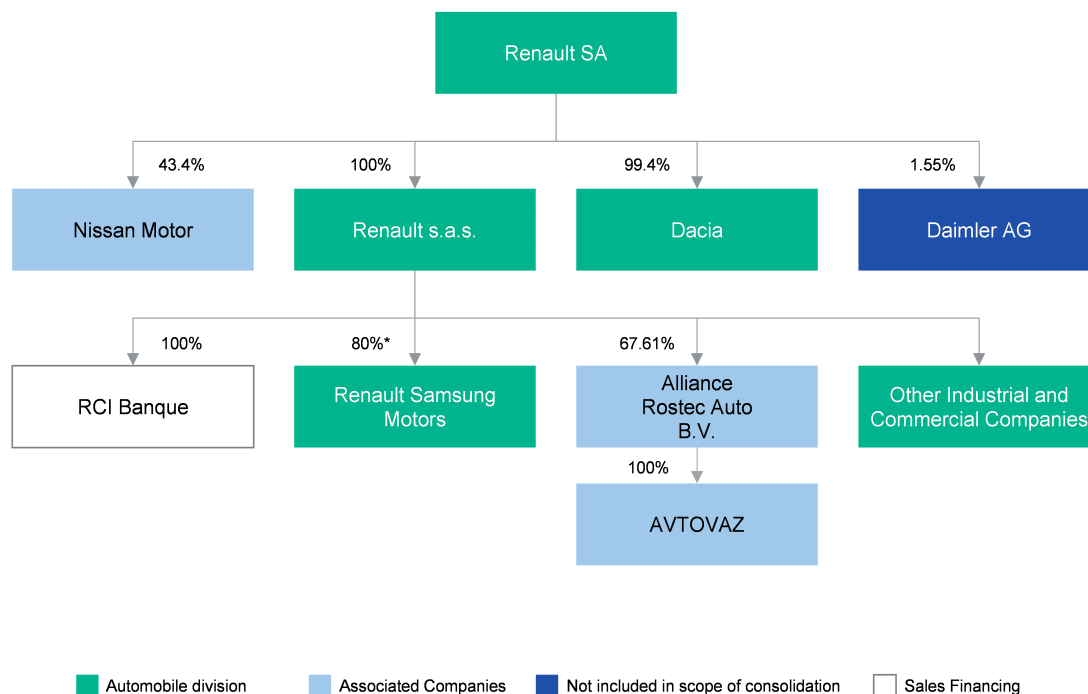 Renault SA
43.4%
100%
99.4%
1.55%
Nissan Motor
Renault s.a.s.
Dacia
Daimler AG
100%
80%*
67.61%
RCI Banque
Renault Samsung
Motors
Alliance
Rostec Auto
B.V.
Other Industrial and
Commercial Companies
100%
AVTOVAZ
Automobile division
Associated Companies
Not included in scope of consolidation
Sales Financing